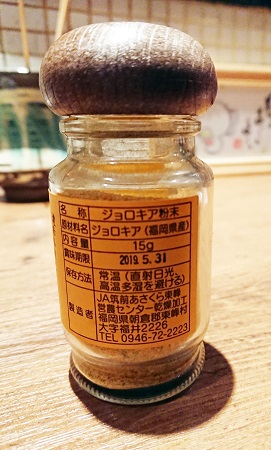 名 称 ジョロキア粉末
原材料名 ジョロキア（福岡県産）
内容量 15g
賞味期限 2019.5.31
保存方法 常温（直射日光、
高温多湿を避ける）
製造者 JA筑前あさくら東峰
営農センター乾燥加工
福岡県朝倉郡東峰村
大字福井2226
TEL 0946-72-2223